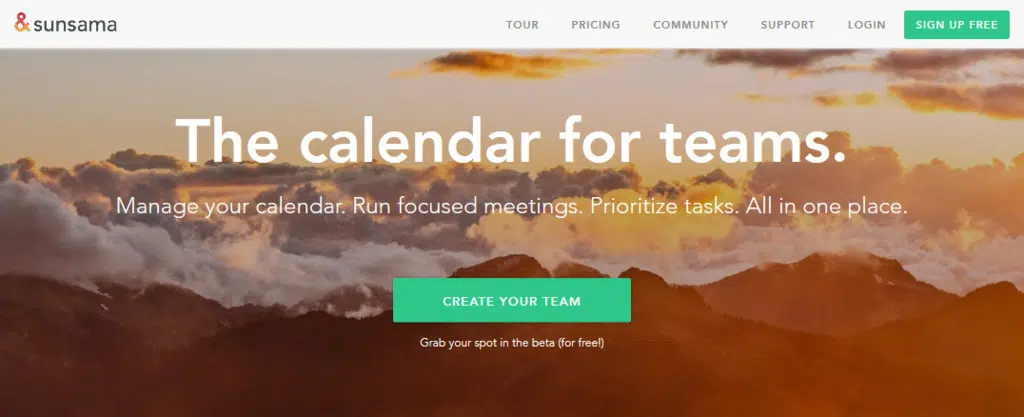 &sunsama
TOUR
PRICING
COMMUNITY
SUPPORT
LOGIN
SIGN UP FREE
The calendar for teams.
Manage your calendar. Run focused meetings. Prioritize tasks. All in one place.
CREATE YOUR TEAM
Grab your spot in the beta (for free!)